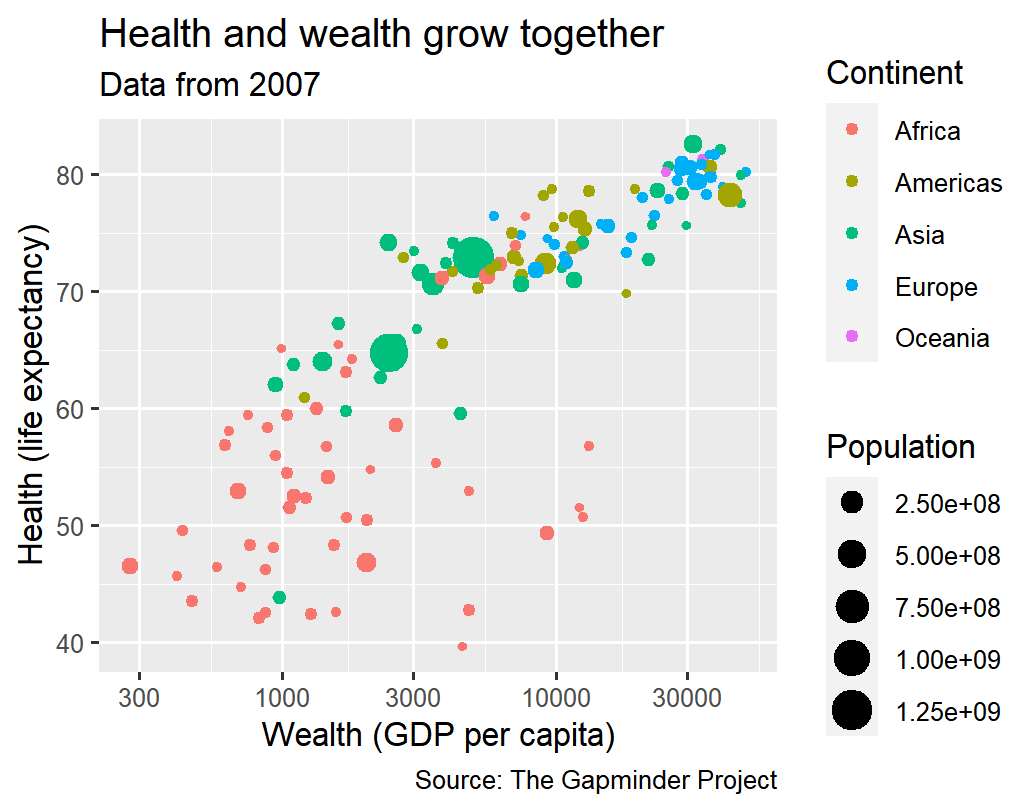 Health and wealth grow together
Data from 2007
Continent
Africa
Americas
Asia
Europe
Oceania
Population
2.50e+08
5.00e+08
7.50e+08
1.00e+09
1.25e+09
Health (life expectancy)
80
70
60
50
40
300 1000 3000 10000 30000
Wealth (GDP per capita)
Source: The Gapminder Project